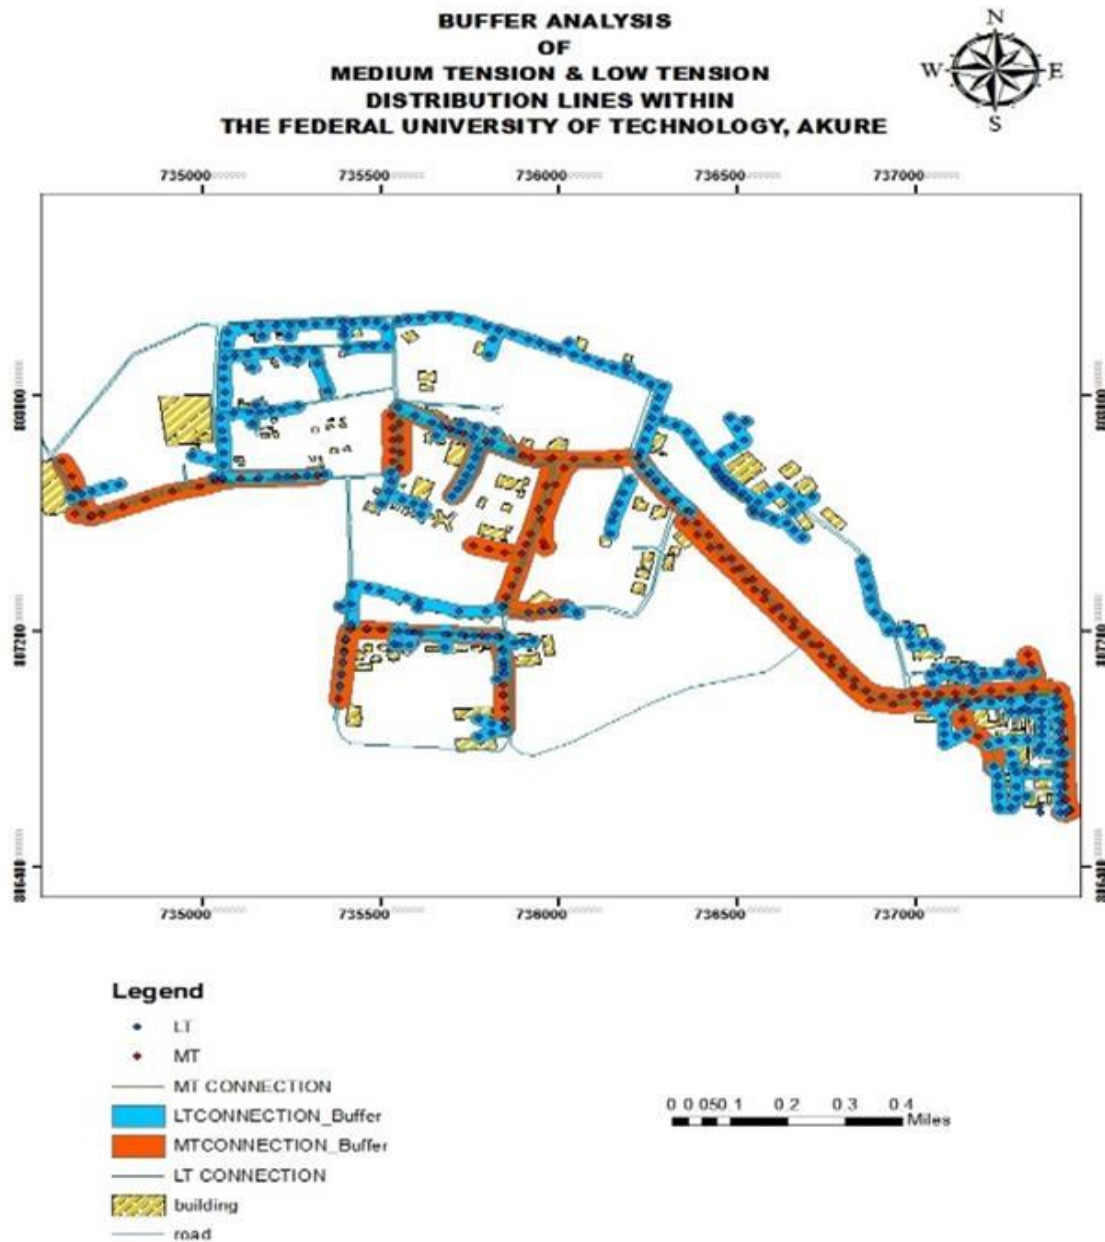 BUFFER ANALYSIS
OF
MEDIUM TENSION & LOW TENSION
DISTRIBUTION LINES WITHIN
THE FEDERAL UNIVERSITY OF TECHNOLOGY, AKURE
N
W E
S
735000 735500 736000 736500 737000
735000 735500 736000 736500 737000
Legend
LT
MT
MT CONNECTION
LTCONNECTION_Buffer
MTCONNECTION_Buffer
LT CONNECTION
building
road
0 0.050.1 0.2 0.3 0.4
Miles